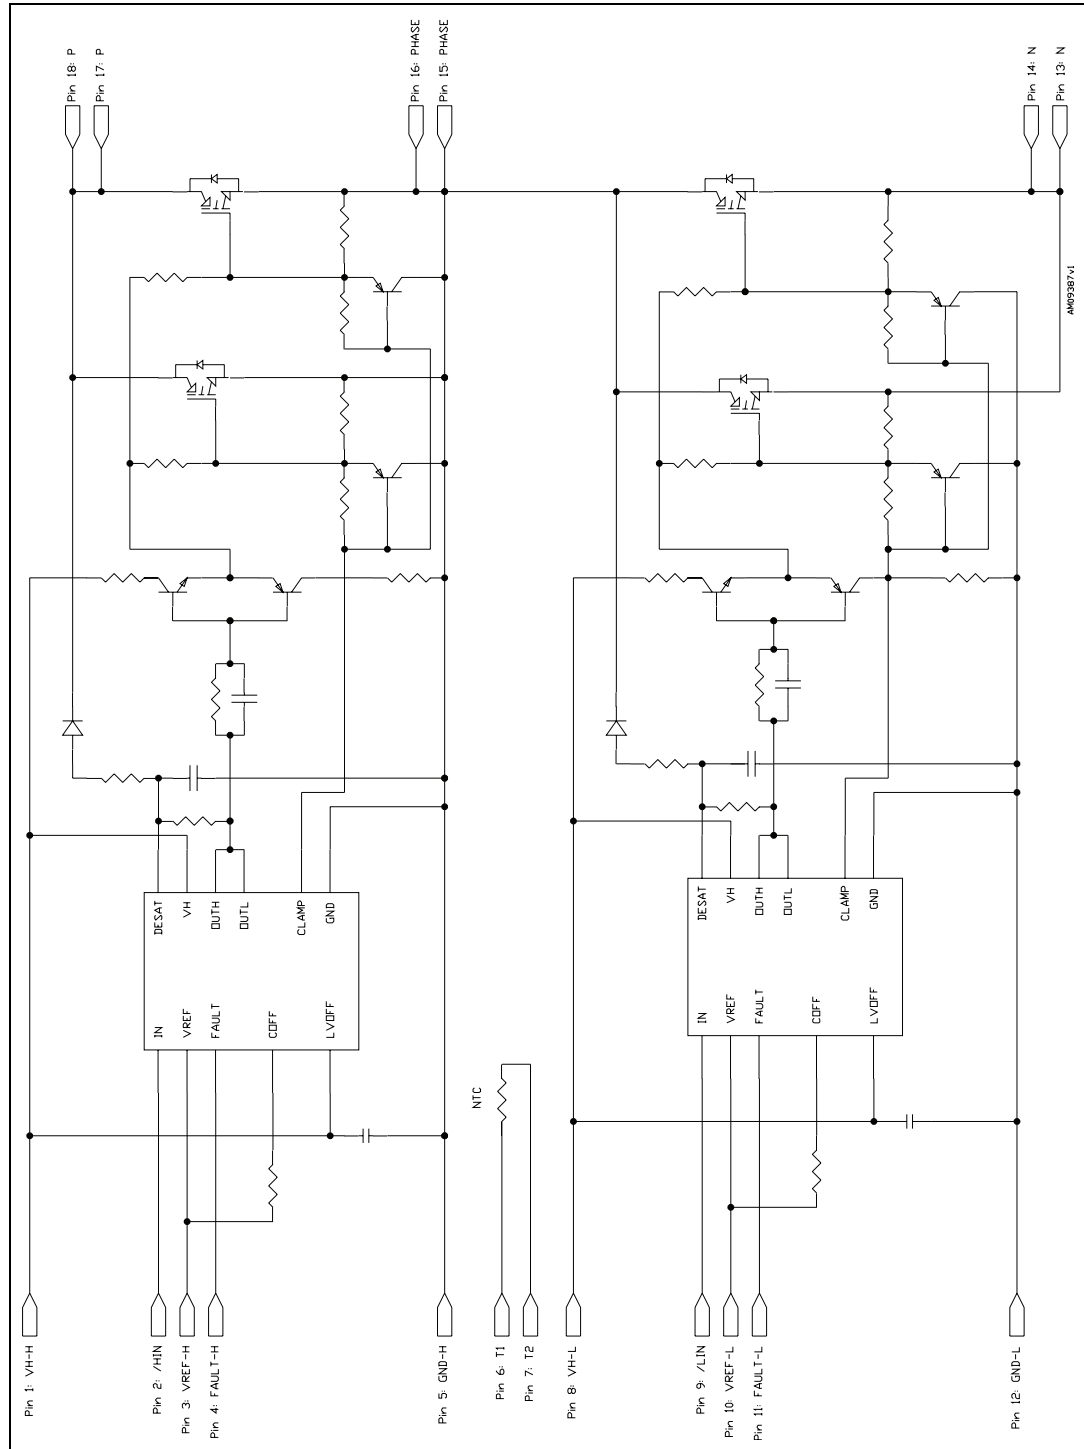 Pin 18: P
Pin 17: P
Pin 16: PHASE
Pin 15: PHASE
Pin 14: N
Pin 13: N
AM09387v1
DESAT
VH
OUTH
OUTL
CLAMP
GND
IN
VREF
FAULT
COFF
LVOFF
DESAT
VH
OUTH
OUTL
CLAMP
GND
IN
VREF
FAULT
COFF
LVOFF
NTC
Pin 1: VH-H
Pin 2: /HIN
Pin 3: VREF-H
Pin 4: FAULT-H
Pin 5: GND-H
Pin 6: T1
Pin 7: T2
Pin 8: VH-L
Pin 9: /LIN
Pin 10: VREF-L
Pin 11: FAULT-L
Pin 12: GND-L